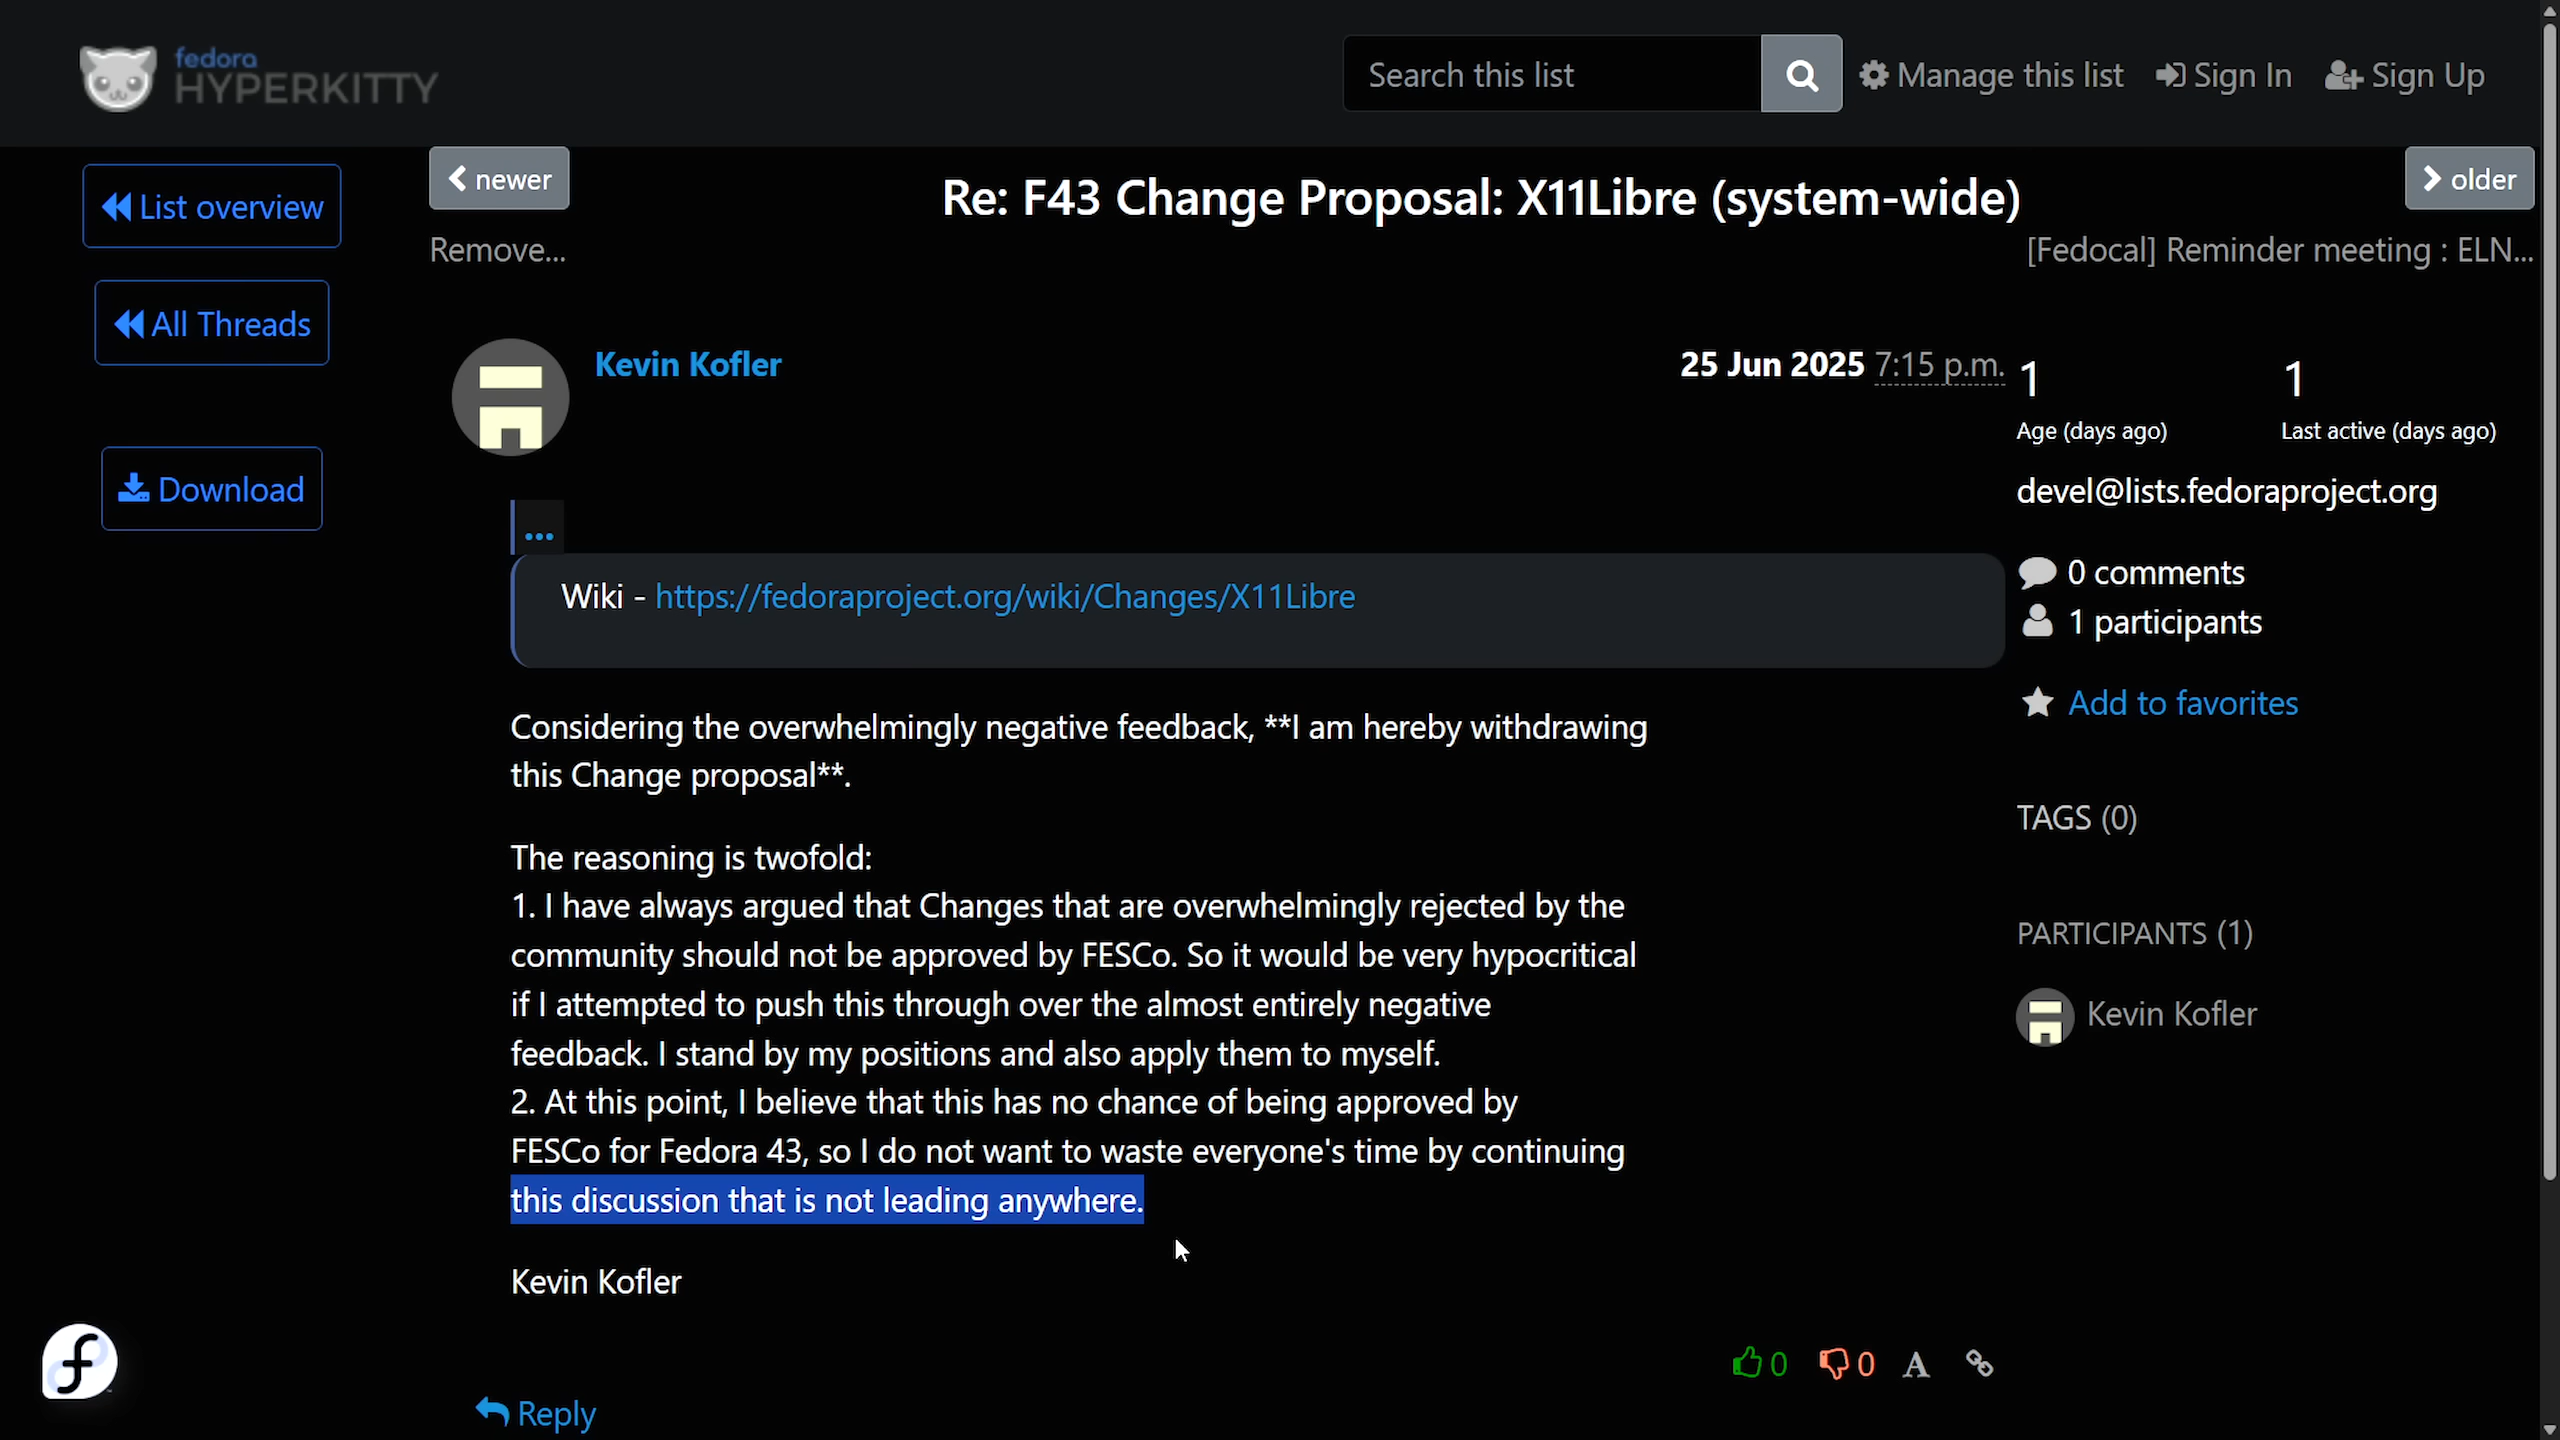 fedora
HYPERKITTY
Search this list
Manage this list
Sign In
Sign Up
List overview
All Threads
Download
newer
Re: F43 Change Proposal: X11Libre (system-wide)
older
Remove...
[Fedocal] Reminder meeting : ELN...
Kevin Kofler
25 Jun 2025 7:15 p.m.
...
Wiki - https://fedoraproject.org/wiki/Changes/X11Libre
Considering the overwhelmingly negative feedback, **I am hereby withdrawing
this Change proposal**.
The reasoning is twofold:
1. I have always argued that Changes that are overwhelmingly rejected by the
community should not be approved by FESCo. So it would be very hypocritical
if I attempted to push this through over the almost entirely negative
feedback. I stand by my positions and also apply them to myself.
2. At this point, I believe that this has no chance of being approved by
FESCo for Fedora 43, so I do not want to waste everyone's time by continuing
this discussion that is not leading anywhere.
Kevin Kofler
0
0
A
Reply
1
1
Age (days ago)
Last active (days ago)
devel@lists.fedoraproject.org
0 comments
1 participants
Add to favorites
TAGS (0)
PARTICIPANTS (1)
Kevin Kofler